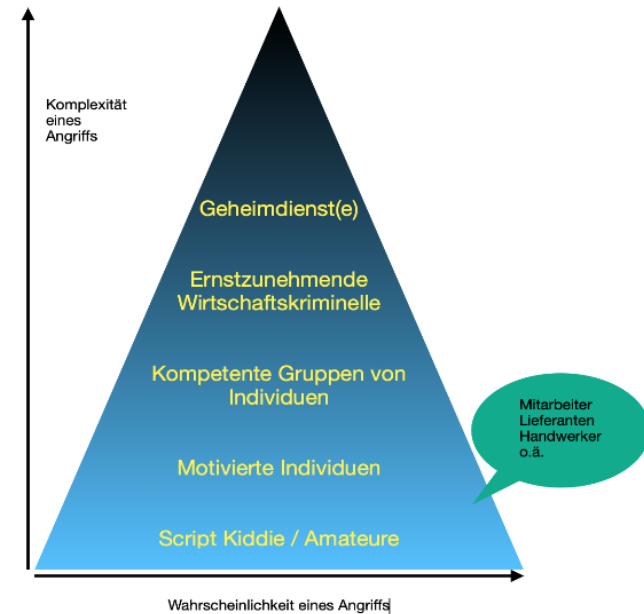 Komplexität
eines
Angriffs
Geheimdienst(e)
Ernstzunehmende
Wirtschaftskriminelle
Kompetente Gruppen von
Individuen
Mitarbeiter
Lieferanten
Handwerker
o.ä.
Motivierte Individuen
Script Kiddie / Amateure
Wahrscheinlichkeit eines Angriffs